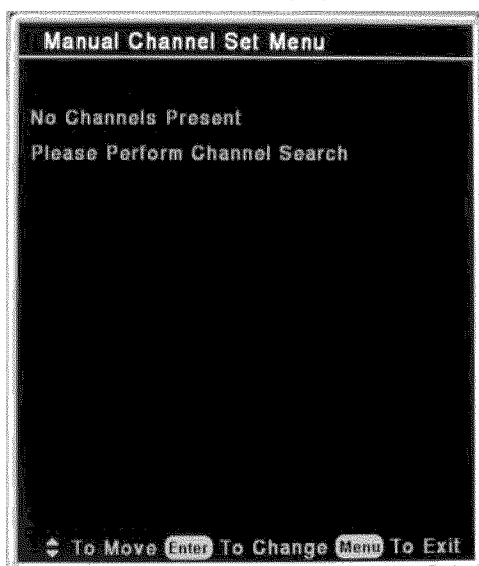 Manual Channel Set Menu
No Channels Present
Please Perform Channel Search
To Move Enter To Change Menu To Exit